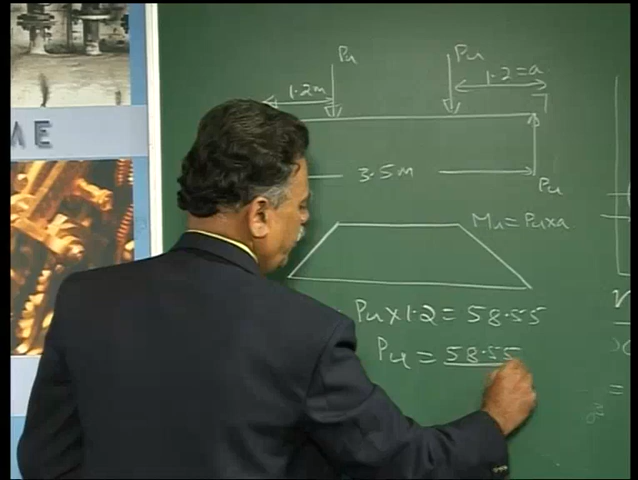 ME
Pu
Pu
1.2m
1.2=a
3.5m
Pu
Mu=Puxa
Pu×1.2=58.55
Pu=58.55
=